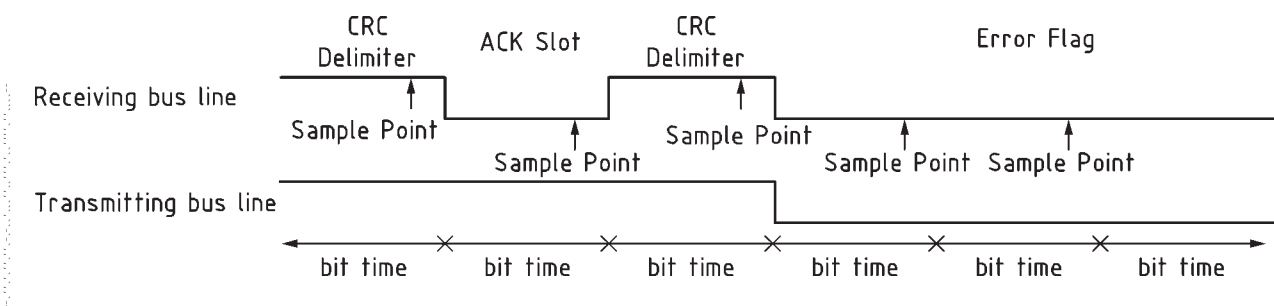 CRC
Delimiter
ACK Slot
CRC
Delimiter
Error Flag
Receiving bus line
Sample Point
Sample Point
Sample Point
Sample Point
Sample Point
Transmitting bus line
bit time
bit time
bit time
bit time
bit time
bit time